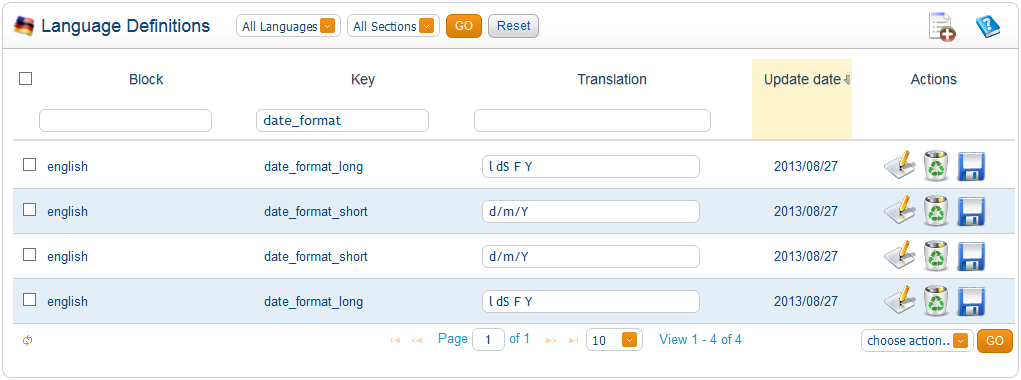 Language Definitions All Languages All Sections GO Reset
Block Key Translation Update date Actions
date_format
english date_format_long l dS F Y 2013/08/27
english date_format_short d/m/Y 2013/08/27
english date_format_short d/m/Y 2013/08/27
english date_format_long l dS F Y 2013/08/27
Page 1 of 1 10 View 1 - 4 of 4 choose action.. GO